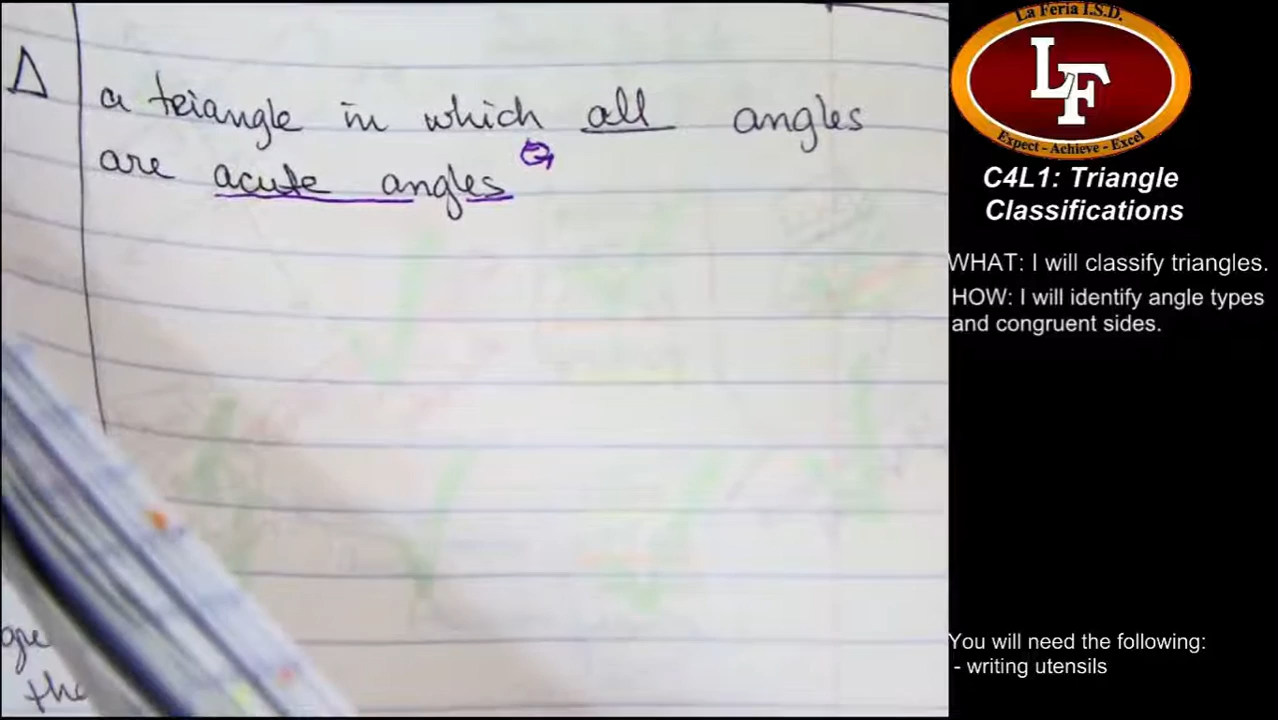 Δ a triangle in which all angles
are acute angles
the
La Feria I.S.D.
LF
Expect - Achieve - Excel
C4L1: Triangle
Classifications
WHAT: I will classify triangles.
HOW: I will identify angle types
and congruent sides.
You will need the following:
- writing utensils